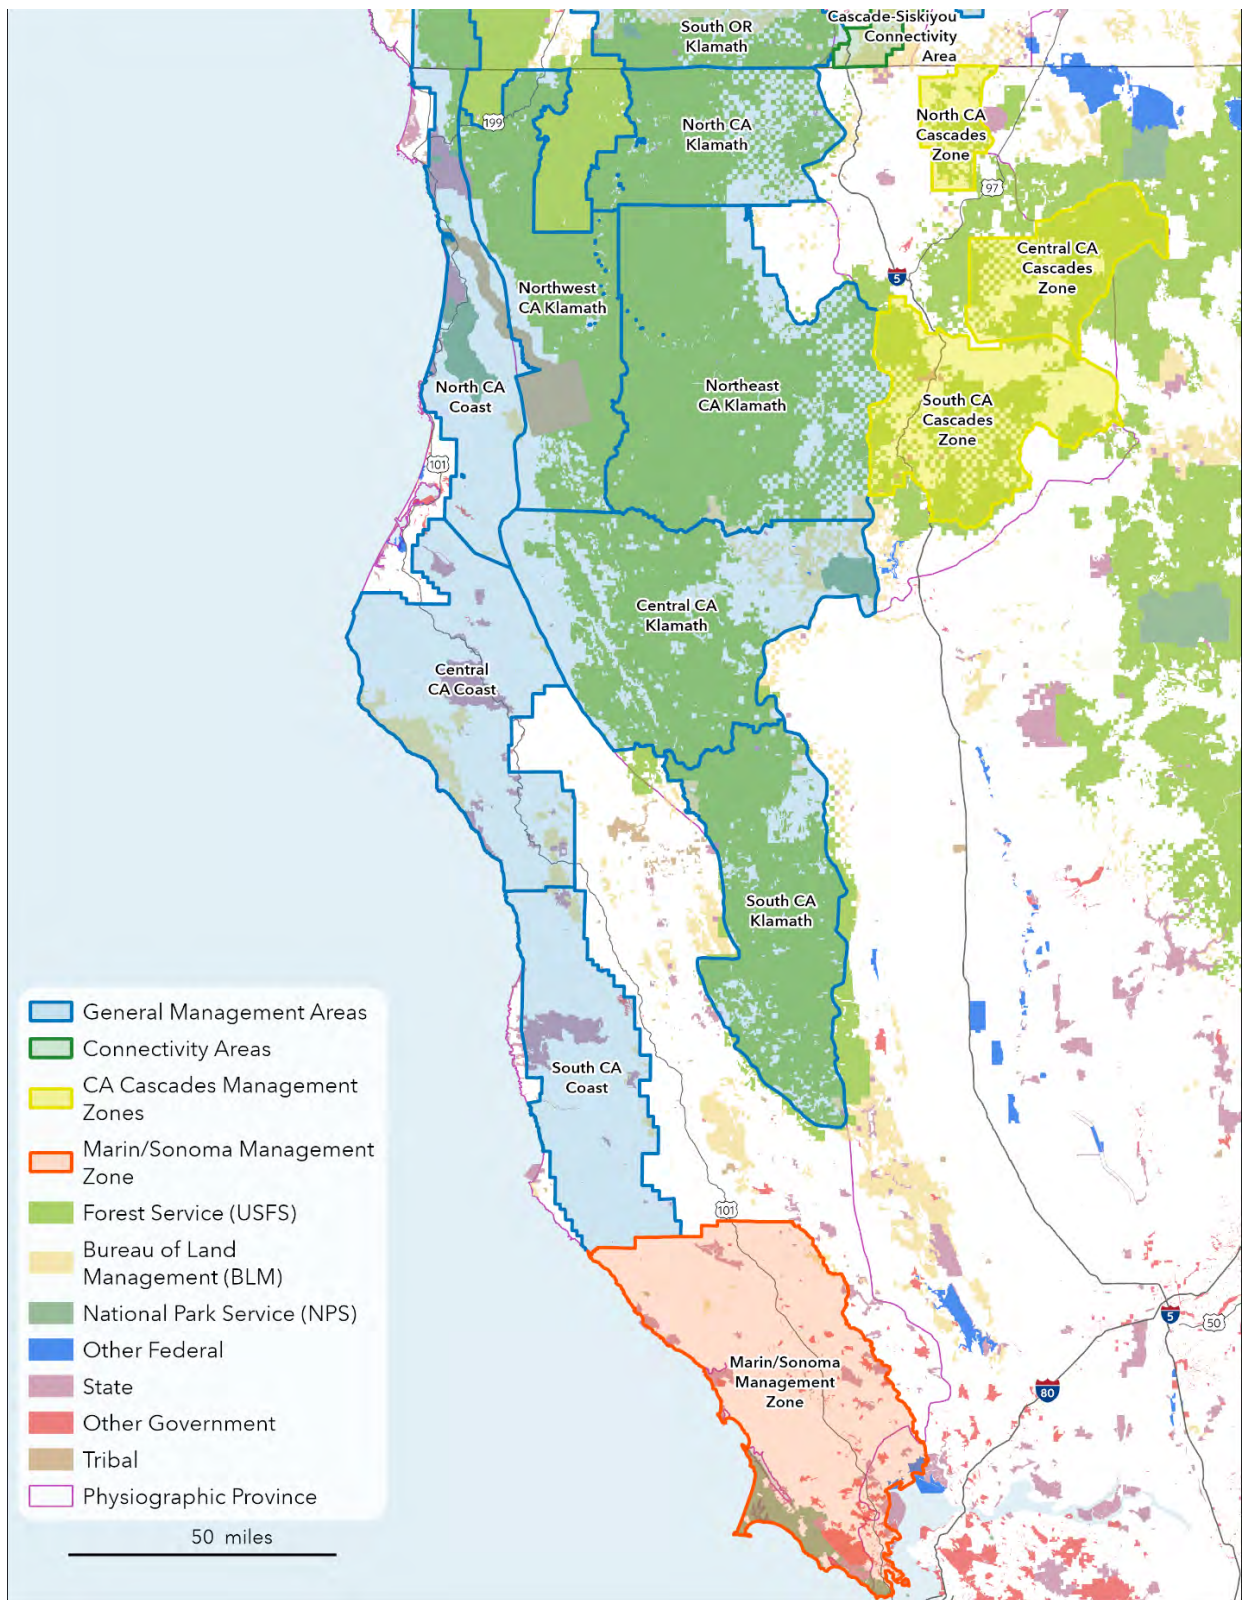 South OR
Klamath
Cascade-Siskiyou
Connectivity
Area
199
North CA
Klamath
North CA
Cascades
Zone
97
Central CA
Cascades
Zone
5
Northwest
CA Klamath
North CA
Coast
Northeast
CA Klamath
South CA
Cascades
Zone
101
Central CA
Klamath
Central
CA Coast
South CA
Klamath
South CA
Coast
101
Marin/Sonoma
Management
Zone
5
50
80
General Management Areas
Connectivity Areas
CA Cascades Management
Zones
Marin/Sonoma Management
Zone
Forest Service (USFS)
Bureau of Land
Management (BLM)
National Park Service (NPS)
Other Federal
State
Other Government
Tribal
Physiographic Province
50 miles